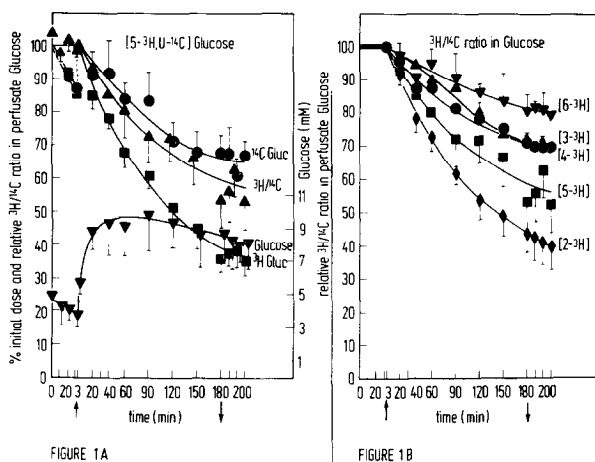 [5-³H,U-¹⁴C] Glucose
% initial dose and relative ³H/¹⁴C ratio in perfusate Glucose
100
90
80
70
60
50
40
30
20
10
0
¹⁴C Gluc
³H/¹⁴C
Glucose
³H Gluc
Glucose (mM)
11
9
7
5
3
1
20 3 20 40 60 90 120 150 180 200
time (min)
FIGURE 1A
³H/¹⁴C ratio in Glucose
relative ³H/¹⁴C ratio in perfusate Glucose
100
90
80
70
60
50
40
30
20
10
0
[6-³H]
[3-³H]
[4-³H]
[5-³H]
[2-³H]
20 3 20 60 90 120 150 180 200
time (min)
FIGURE 1B